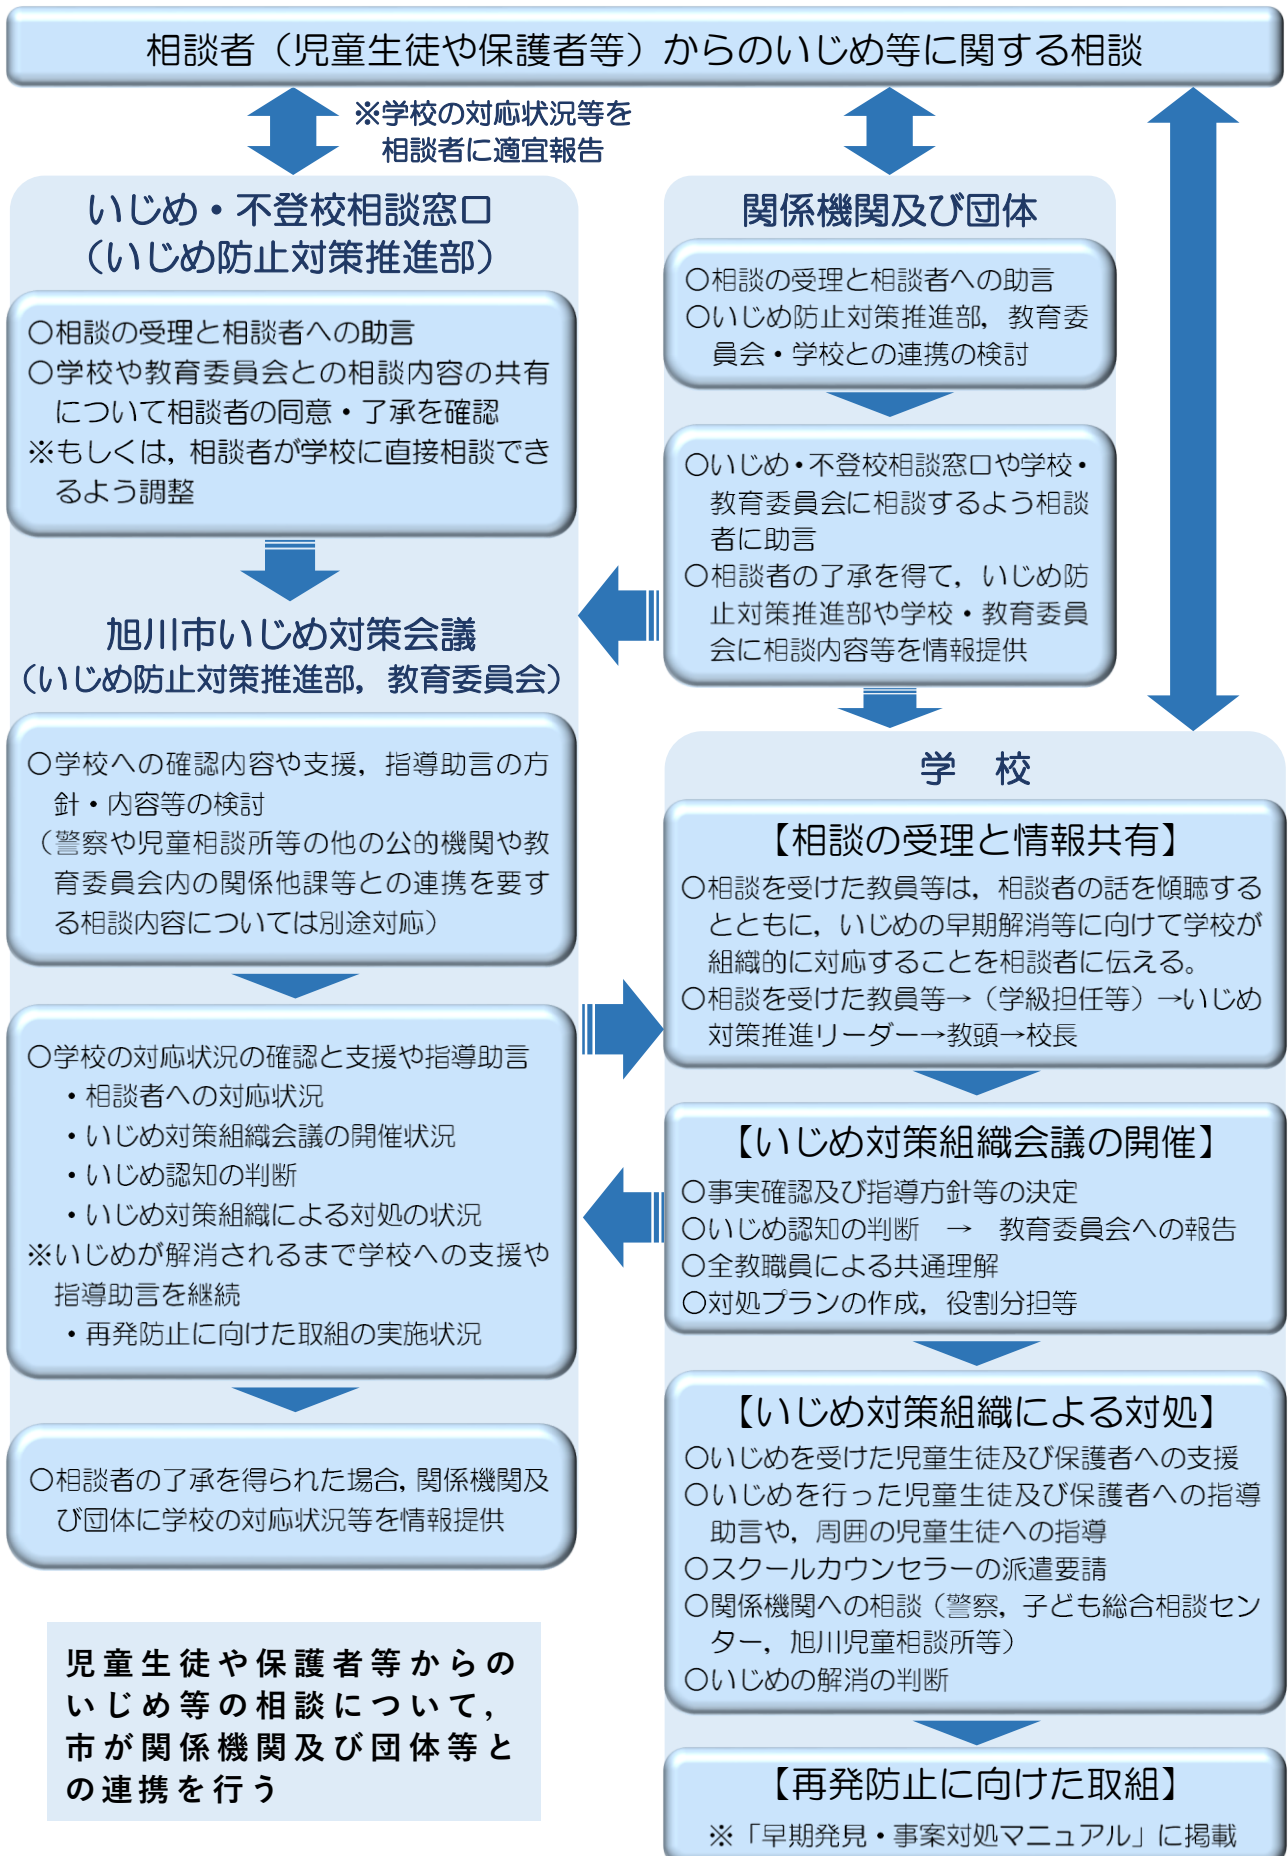 相談者（児童生徒や保護者等）からのいじめ等に関する相談
※学校の対応状況等を
相談者に適宜報告
いじめ・不登校相談窓口
（いじめ防止対策推進部）
○相談の受理と相談者への助言
○学校や教育委員会との相談内容の共有
について相談者の同意・了承を確認
※もしくは，相談者が学校に直接相談でき
るよう調整
旭川市いじめ対策会議
（いじめ防止対策推進部，教育委員会）
○学校への確認内容や支援，指導助言の方
針・内容等の検討
（警察や児童相談所等の他の公的機関や教
育委員会内の関係他課等との連携を要す
る相談内容については別途対応）
○学校の対応状況の確認と支援や指導助言
・相談者への対応状況
・いじめ対策組織会議の開催状況
・いじめ認知の判断
・いじめ対策組織による対処の状況
※いじめが解消されるまで学校への支援や
指導助言を継続
・再発防止に向けた取組の実施状況
○相談者の了承を得られた場合，関係機関及
び団体に学校の対応状況等を情報提供
児童生徒や保護者等からの
いじめ等の相談について，
市が関係機関及び団体等と
の連携を行う
関係機関及び団体
○相談の受理と相談者への助言
○いじめ防止対策推進部，教育委
員会・学校との連携の検討
○いじめ・不登校相談窓口や学校・
教育委員会に相談するよう相談
者に助言
○相談者の了承を得て，いじめ防
止対策推進部や学校・教育委員
会に相談内容等を情報提供
学　校
【相談の受理と情報共有】
○相談を受けた教員等は，相談者の話を傾聴する
とともに，いじめの早期解消等に向けて学校が
組織的に対応することを相談者に伝える。
○相談を受けた教員等→（学級担任等）→いじめ
対策推進リーダー→教頭→校長
【いじめ対策組織会議の開催】
○事実確認及び指導方針等の決定
○いじめ認知の判断　→　教育委員会への報告
○全教職員による共通理解
○対処プランの作成，役割分担等
【いじめ対策組織による対処】
○いじめを受けた児童生徒及び保護者への支援
○いじめを行った児童生徒及び保護者への指導
助言や，周囲の児童生徒への指導
○スクールカウンセラーの派遣要請
○関係機関への相談（警察，子ども総合相談セン
ター，旭川児童相談所等）
○いじめの解消の判断
【再発防止に向けた取組】
※「早期発見・事案対処マニュアル」に掲載